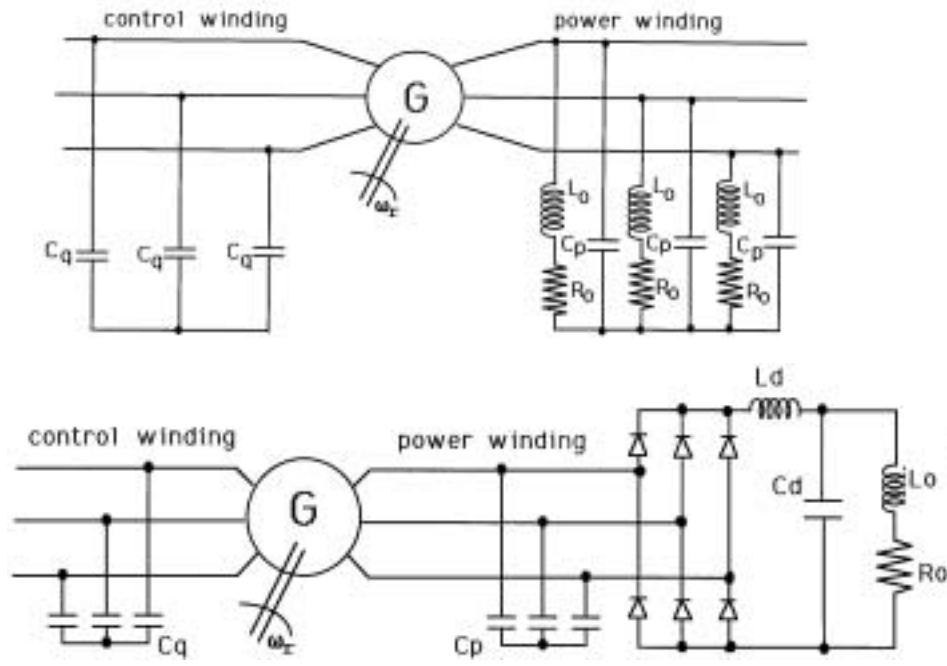 control winding
power winding
G
ωr
Lo
Lo
Lo
Cq
Cq
Cq
Cp
Cp
Cp
Ro
Ro
Ro
Ld
control winding
power winding
G
Cd
Lo
Ro
Cq
ωr
Cp